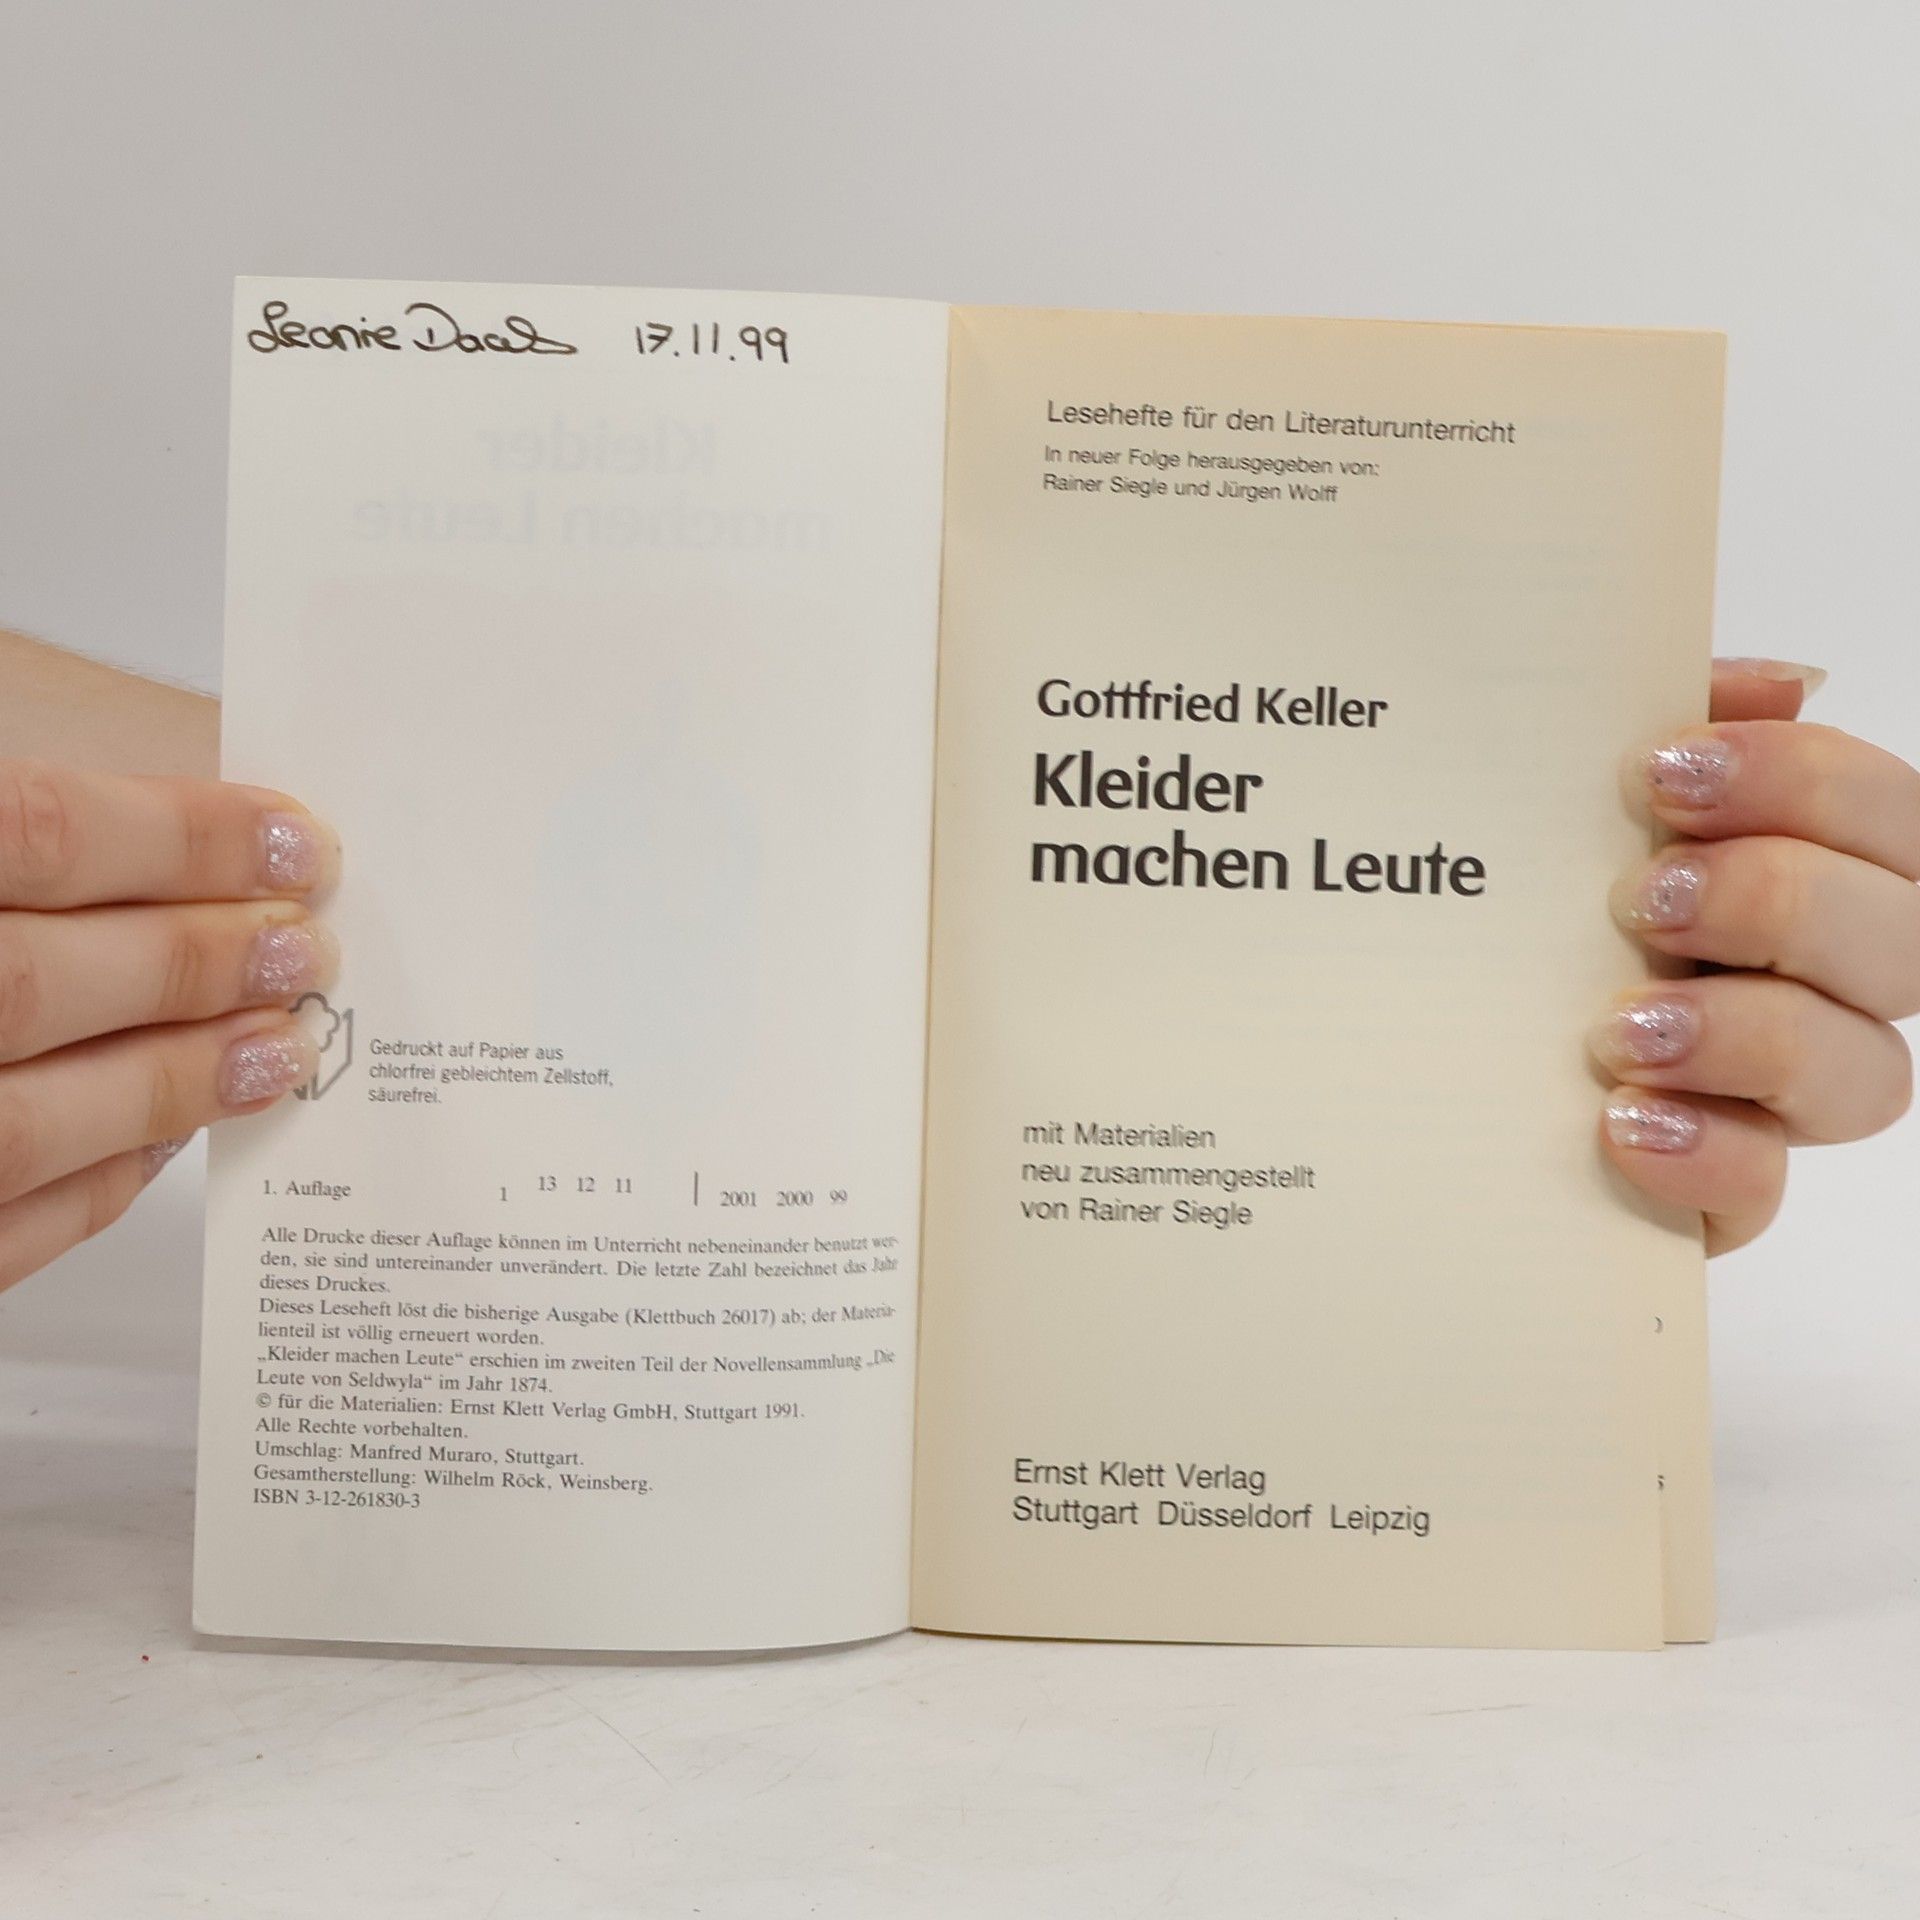 Leonie 17.11.99
Gedruckt auf Papier aus
chlorfrei gebleichtem Zellstoff,
säurefrei.
1. Auflage 1 13 12 11 | 2001 2000 99
Alle Drucke dieser Auflage können im Unterricht nebeneinander benutzt wer-
den, sie sind untereinander unverändert. Die letzte Zahl bezeichnet das Jahr
dieses Druckes.
Dieses Leseheft löst die bisherige Ausgabe (Klettbuch 26017) ab; der Materia-
lienteil ist völlig erneuert worden.
„Kleider machen Leute“ erschien im zweiten Teil der Novellensammlung „Die
Leute von Seldwyla“ im Jahr 1874.
© für die Materialien: Ernst Klett Verlag GmbH, Stuttgart 1991.
Alle Rechte vorbehalten.
Umschlag: Manfred Muraro, Stuttgart.
Gesamtherstellung: Wilhelm Röck, Weinsberg.
ISBN 3-12-261830-3
Lesehefte für den Literaturunterricht
In neuer Folge herausgegeben von:
Rainer Siegle und Jürgen Wolff
Gottfried Keller
Kleider
machen Leute
mit Materialien
neu zusammengestellt
von Rainer Siegle
Ernst Klett Verlag
Stuttgart Düsseldorf Leipzig